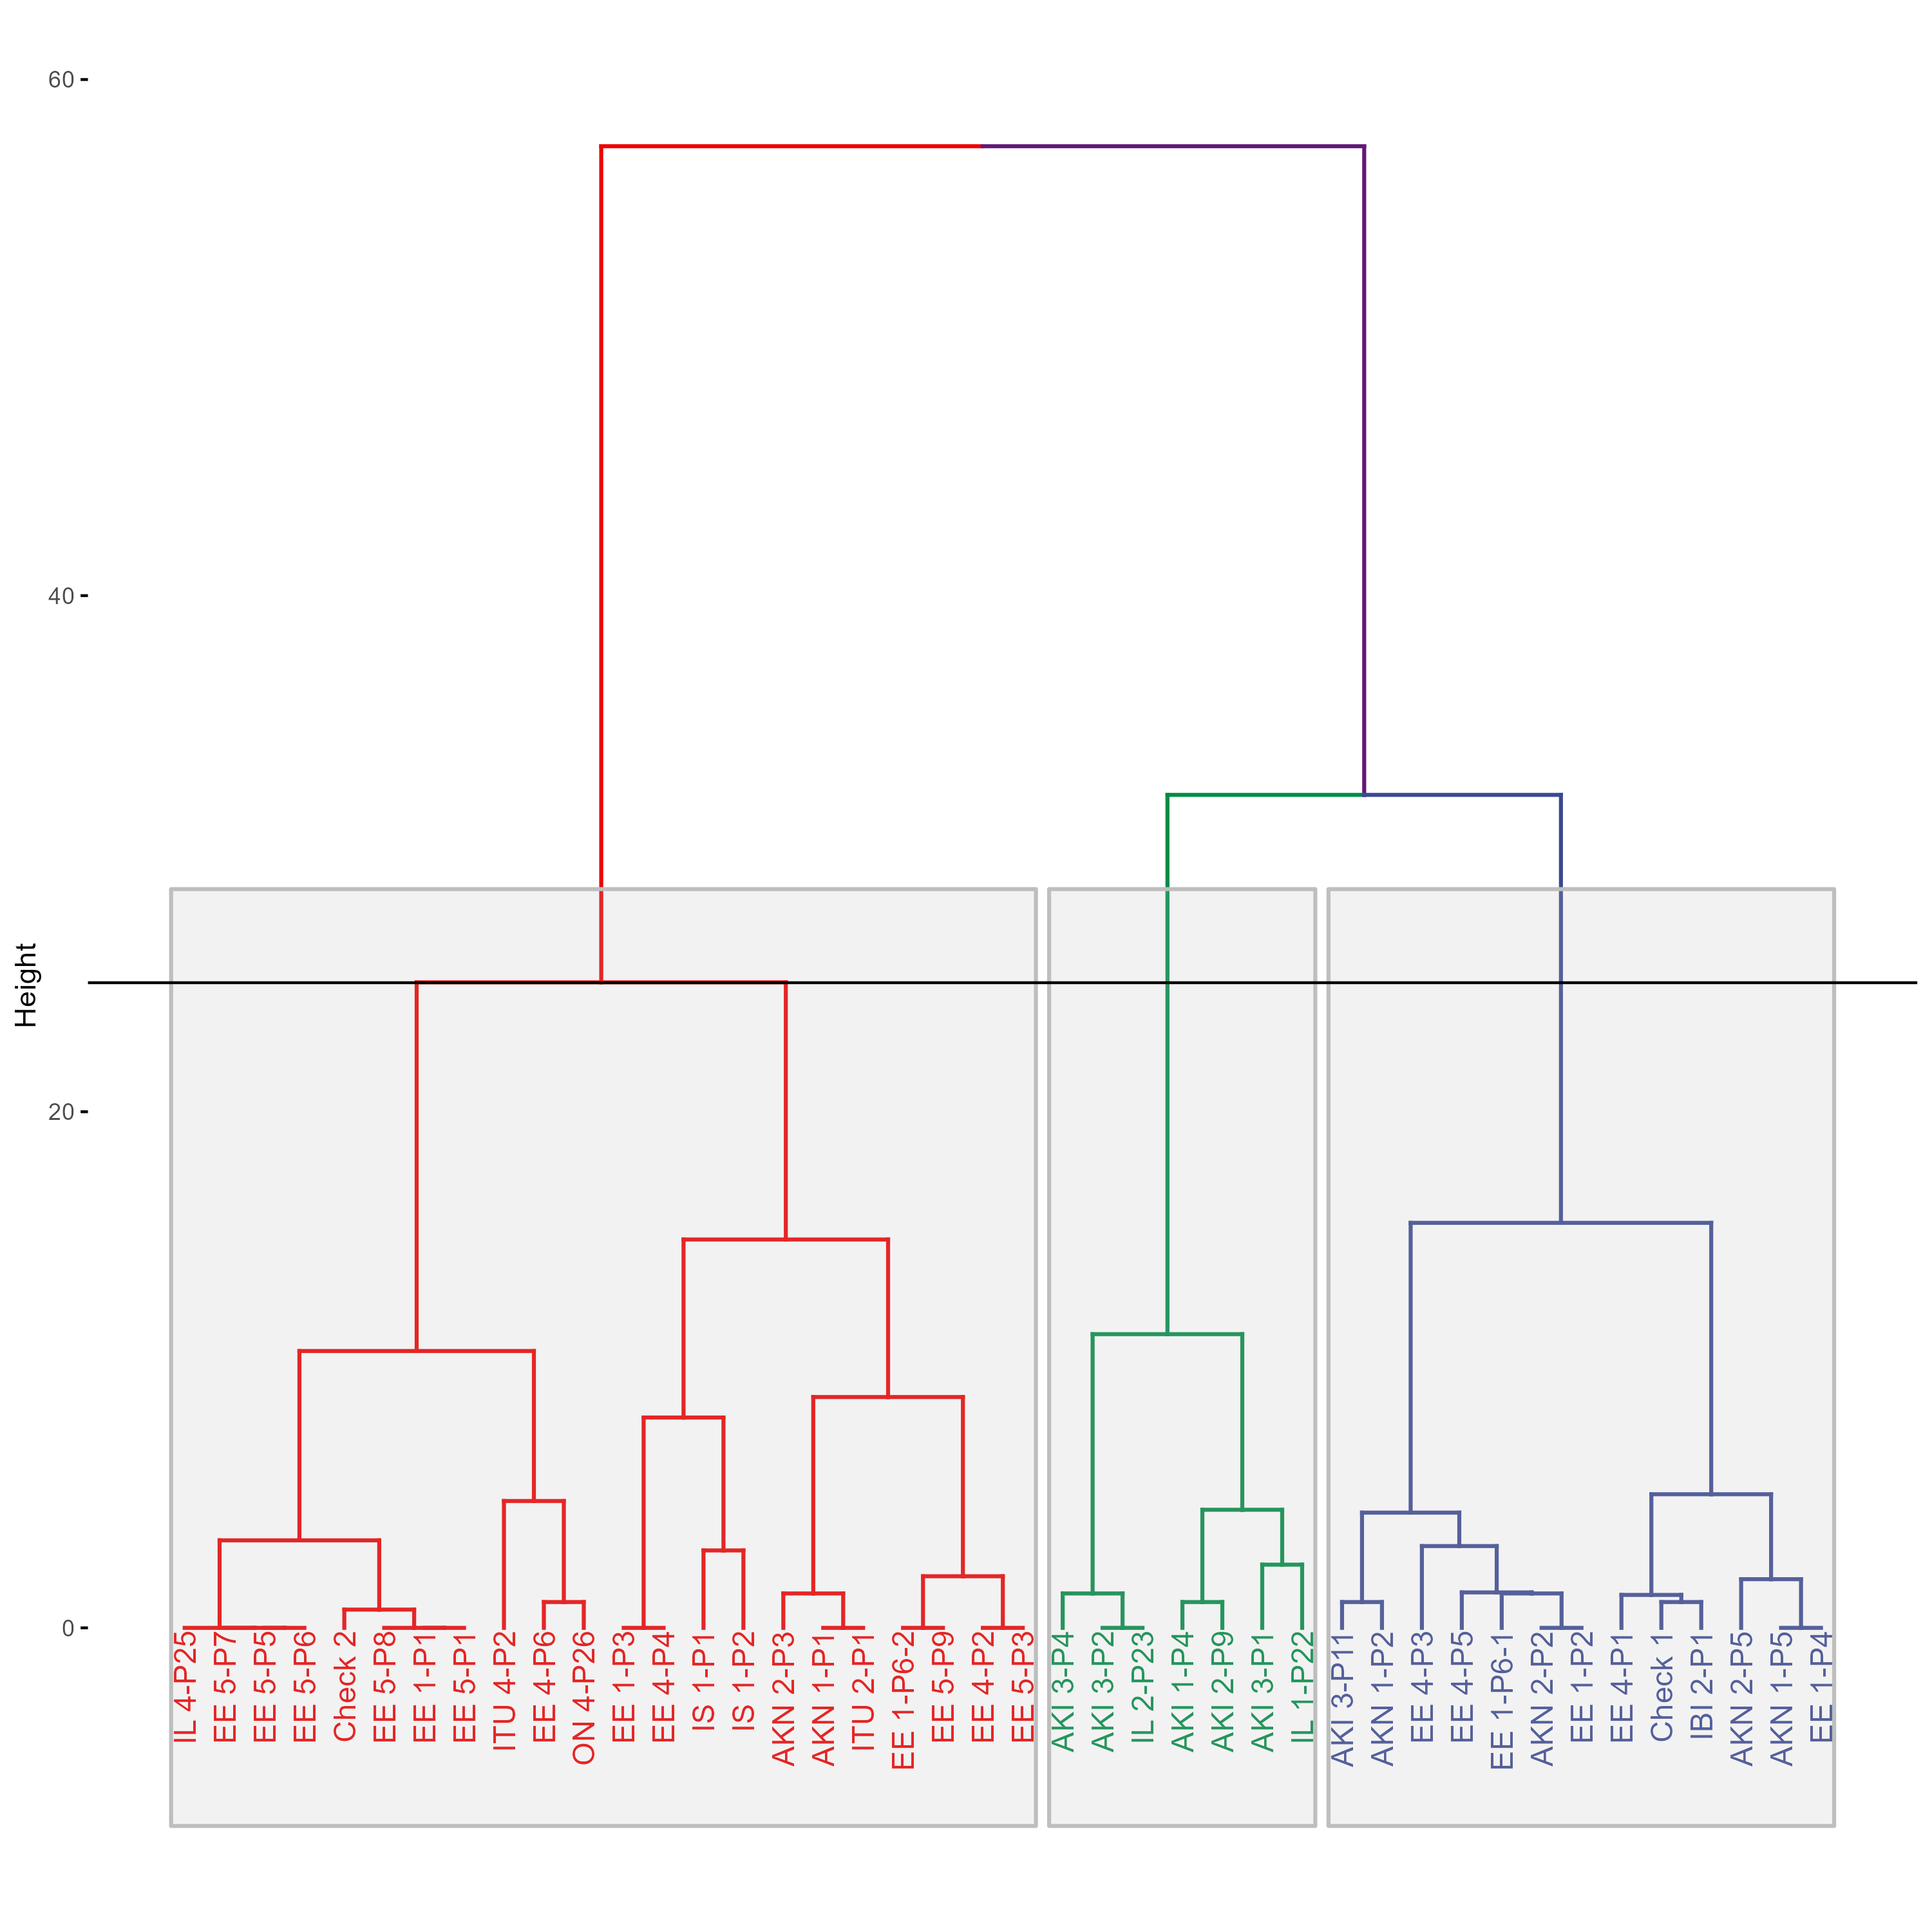 60
40
20
0
Height
IL 4-P25
EE 5-P7
EE 5-P5
EE 5-P6
Check 2
EE 5-P8
EE 1-P1
EE 5-P1
ITU 4-P2
EE 4-P6
ON 4-P26
EE 1-P3
EE 4-P4
IS 1-P1
IS 1-P2
AKN 2-P3
AKN 1-P1
ITU 2-P1
EE 1-P6-2
EE 5-P9
EE 4-P2
EE 5-P3
AKI 3-P4
AKI 3-P2
IL 2-P23
AKI 1-P4
AKI 2-P9
AKI 3-P1
IL 1-P22
AKI 3-P11
AKN 1-P2
EE 4-P3
EE 4-P5
EE 1-P6-1
AKN 2-P2
EE 1-P2
EE 4-P1
Check 1
IBI 2-P1
AKN 2-P5
AKN 1-P5
EE 1-P4